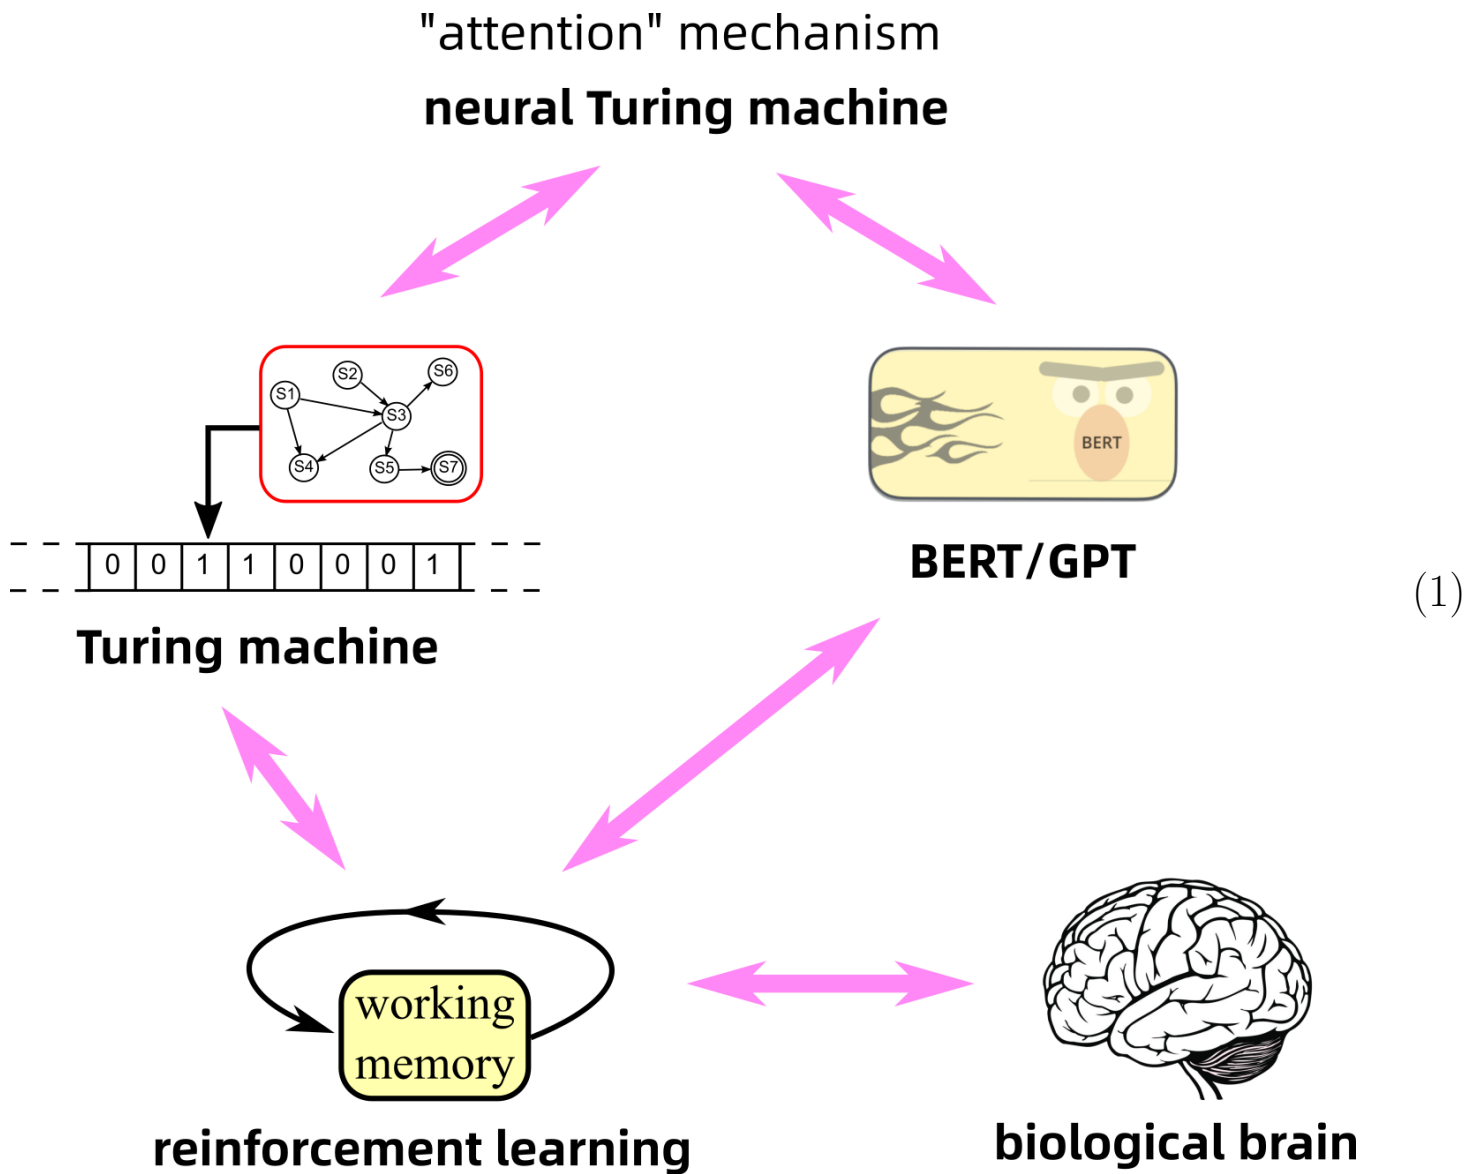 "attention" mechanism
neural Turing machine
S1
S2
S6
S3
S4
S5
S7
BERT
0 0 1 1 0 0 0 1
BERT/GPT
(1)
Turing machine
working
memory
reinforcement learning
biological brain